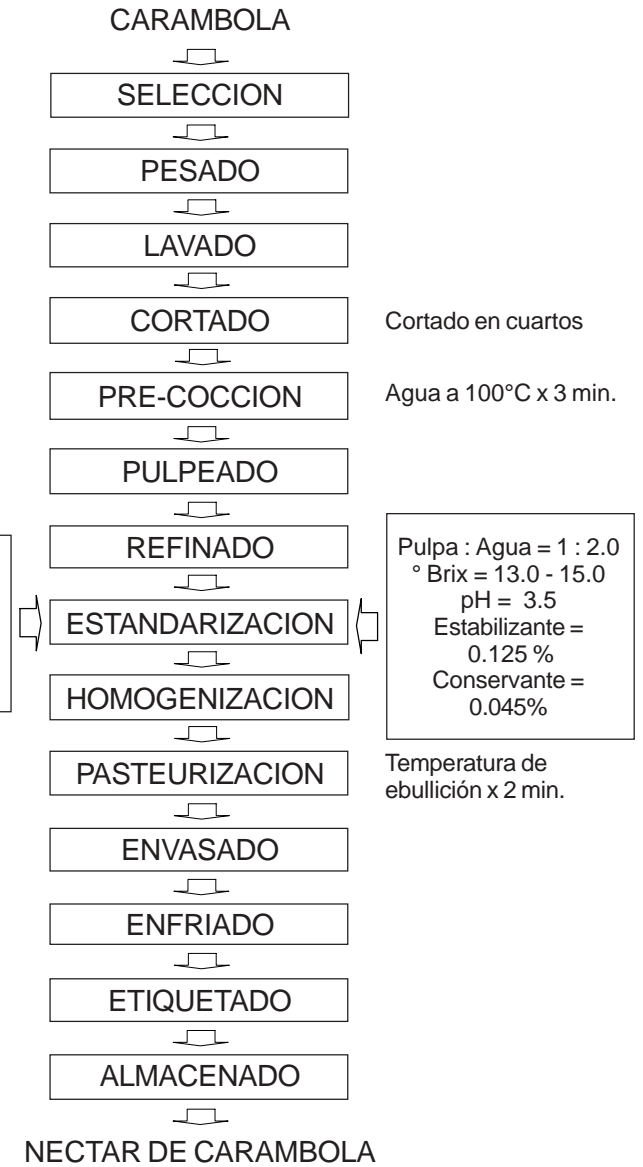 CARAMBOLA
SELECCION
PESADO
LAVADO
CORTADO
Cortado en cuartos
PRE-COCCION
Agua a 100°C x 3 min.
PULPEADO
REFINADO
ESTANDARIZACION
Pulpa : Agua = 1 : 2.0
° Brix = 13.0 - 15.0
pH = 3.5
Estabilizante =
0.125 %
Conservante =
0.045%
HOMOGENIZACION
PASTEURIZACION
Temperatura de
ebullición x 2 min.
ENVASADO
ENFRIADO
ETIQUETADO
ALMACENADO
NECTAR DE CARAMBOLA